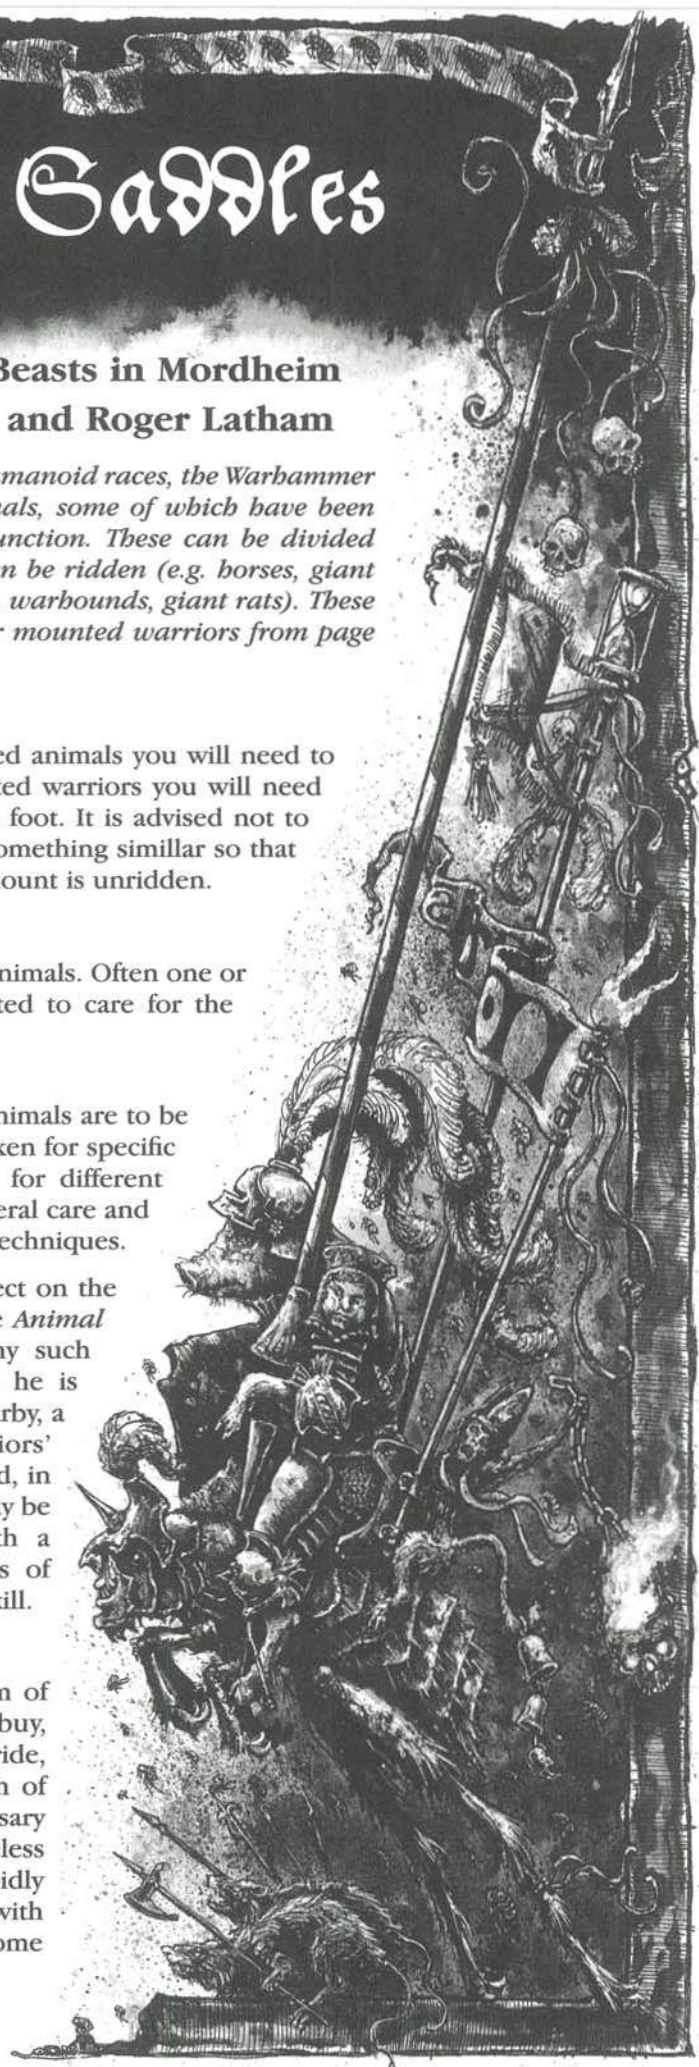 Saddles
Beasts in Mordheim
and Roger Latham
manoid races, the Warhammer
als, some of which have been
unction. These can be divided
n be ridden (e.g. horses, giant
warhounds, giant rats). These
r mounted warriors from page
ed animals you will need to
ted warriors you will need
foot. It is advised not to
omething simillar so that
ount is unridden.
nimals. Often one or
ted to care for the
nimals are to be
ken for specific
for different
eral care and
echniques.
ect on the
e Animal
ny such
he is
rby, a
iors'
d, in
y be
h a
s of
ill.
n of
buy,
ide,
n of
sary
less
idly
with
ome